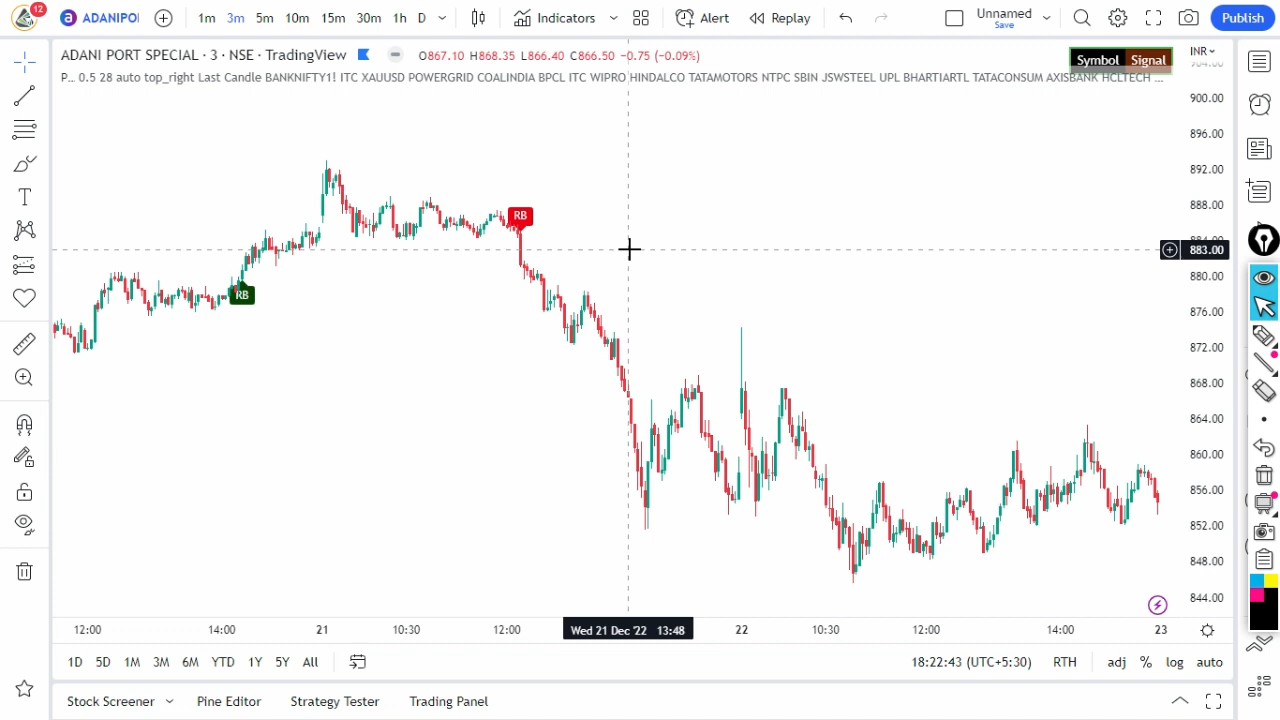 12
a ADANIPO
1m 3m 5m 10m 15m 30m 1h D
Indicators
Alert
Replay
Unnamed
Save
Publish
ADANI PORT SPECIAL · 3 · NSE · TradingView
O867.10 H868.35 L866.40 C866.50 −0.75 (−0.09%)
INR
Symbol Signal
P... 0.5 28 auto top_right Last Candle BANKNIFTY1! ITC XAUUSD POWERGRID COALINDIA BPCL ITC WIPRO HINDALCO TATAMOTORS NTPC SBIN JSWSTEEL UPL BHARTIARTL TATACONSUM AXISBANK HCLTECH ...
904.00
900.00
896.00
892.00
888.00
RB
884.00
883.00
880.00
RB
876.00
872.00
868.00
864.00
860.00
856.00
852.00
848.00
844.00
12:00 14:00 21 10:30 12:00 Wed 21 Dec '22 13:48 22 10:30 12:00 14:00 23
1D 5D 1M 3M 6M YTD 1Y 5Y All
18:22:43 (UTC+5:30) RTH adj % log auto
Stock Screener Pine Editor Strategy Tester Trading Panel